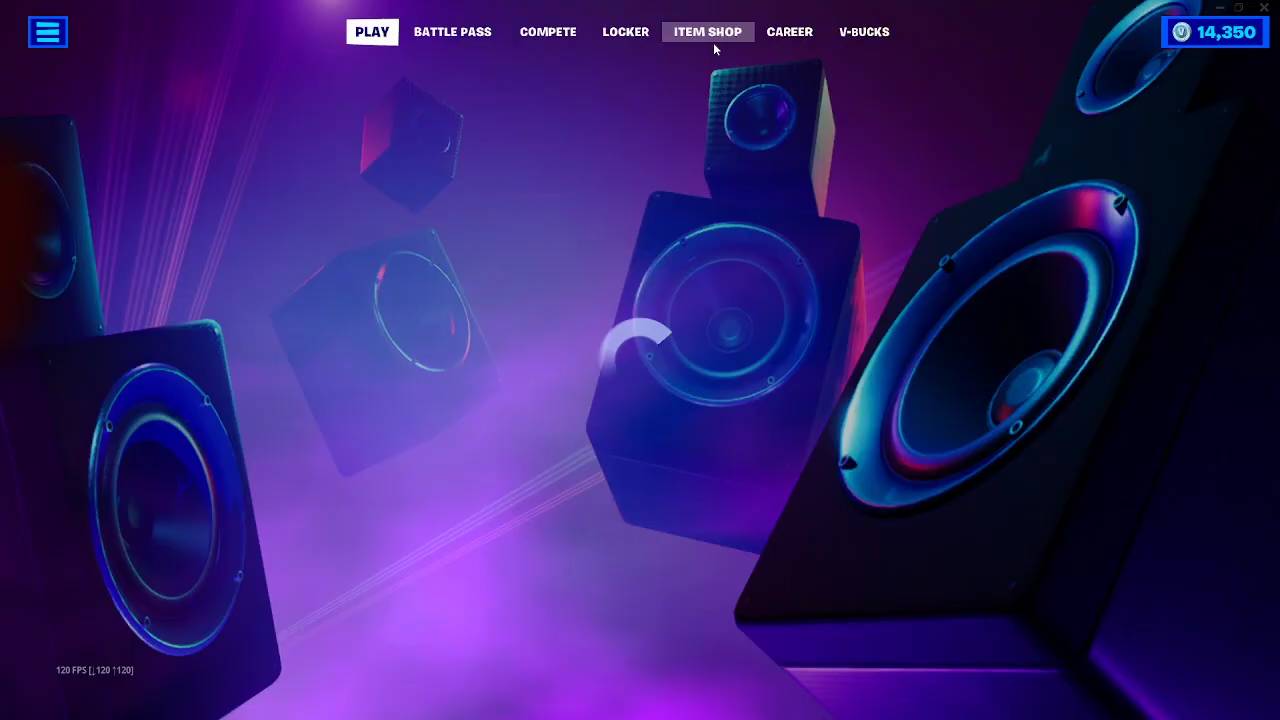 PLAY BATTLE PASS COMPETE LOCKER ITEM SHOP CAREER V-BUCKS 14,350
120 FPS [↓120 ↑120]